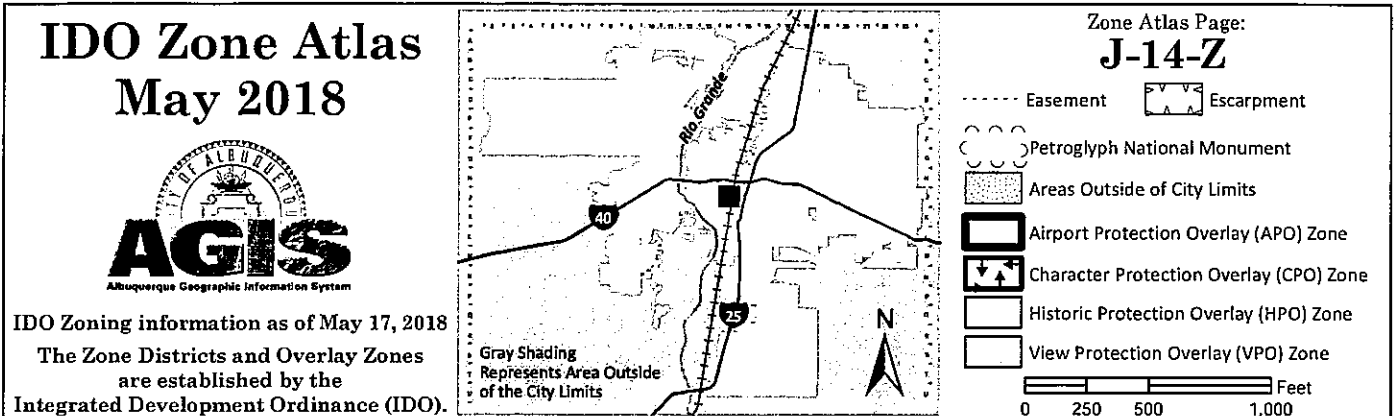 IDO Zone Atlas
May 2018
CITY OF ALBUQUERQUE
AGIS
Albuquerque Geographic Information System
IDO Zoning information as of May 17, 2018
The Zone Districts and Overlay Zones
are established by the
Integrated Development Ordinance (IDO).
Rio Grande
40
25
N
Gray Shading
Represents Area Outside
of the City Limits
Zone Atlas Page:
J-14-Z
Easement
Escarpment
Petroglyph National Monument
Areas Outside of City Limits
Airport Protection Overlay (APO) Zone
Character Protection Overlay (CPO) Zone
Historic Protection Overlay (HPO) Zone
View Protection Overlay (VPO) Zone
Feet
0 250 500 1,000